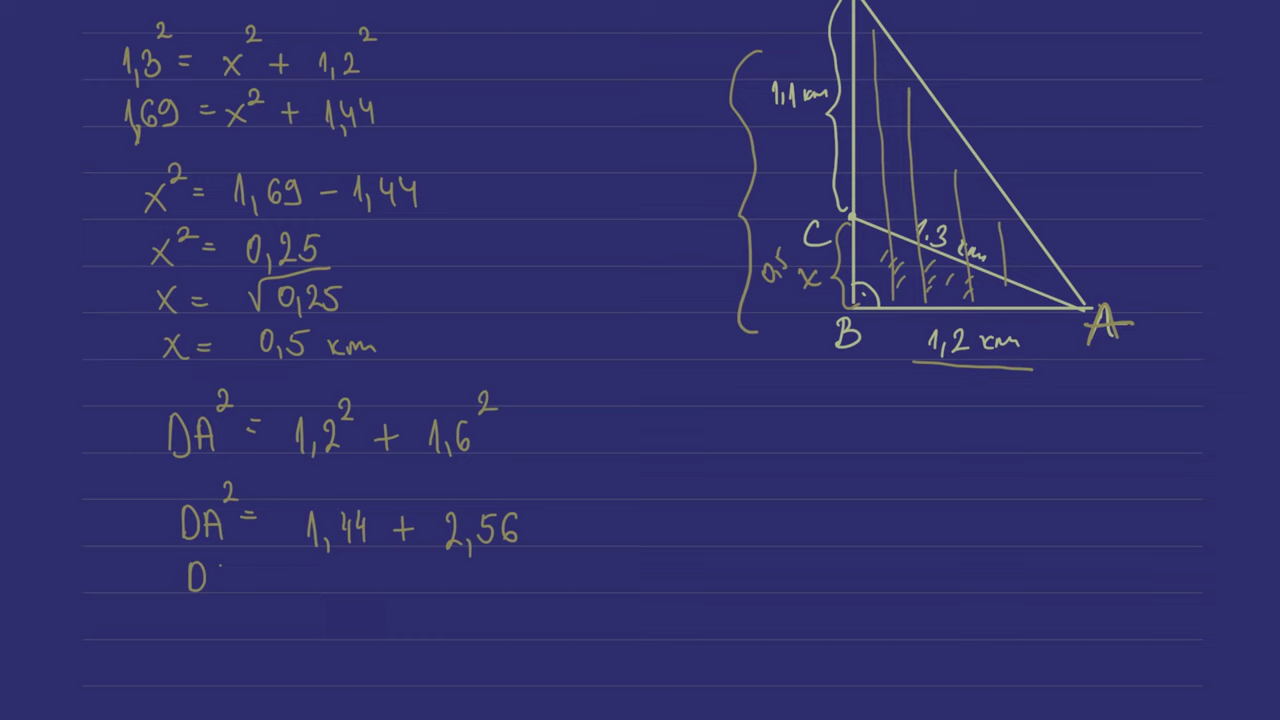 1,3² = x² + 1,2²
1,69 = x² + 1,44
x² = 1,69 - 1,44
x² = 0,25
x = √0,25
x = 0,5 km
DA² = 1,2² + 1,6²
DA² = 1,44 + 2,56
D
1,1 km
C
1.3 km
0,5 x
B
1,2 km
A